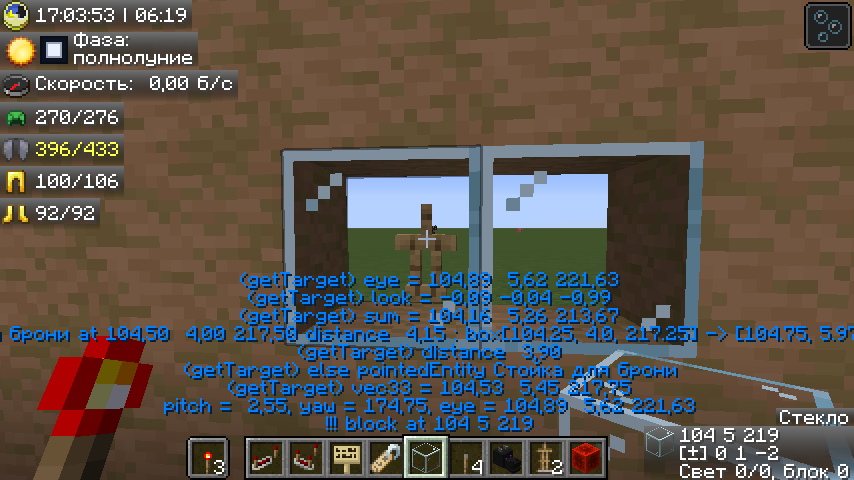 17:03:53 | 06:19
Фаза:
полнолуние
Скорость: 0,00 б/с
270/276
396/433
100/106
92/92
(getTarget) eye = 104,89 5,62 221,63
(getTarget) look = -0,09 -0,04 -0,99
(getTarget) sum = 104,16 5,26 213,67
брони at 104,50 4,00 217,50 distance 4,15 . box[104.25, 4.0, 217.25] -> [104.75, 5.97
(getTarget) distance 3,90
(getTarget) else pointedEntity Стойка для брони
(getTarget) vec33 = 104,53 5,45 217,75
pitch = 2,55, yaw = 174,75, eye = 104,89 5,62 221,63
!!! block at 104 5 219
Стекло
104 5 219
[±] 0 1 -2
Свет 0/0, блок 0
3
4
2